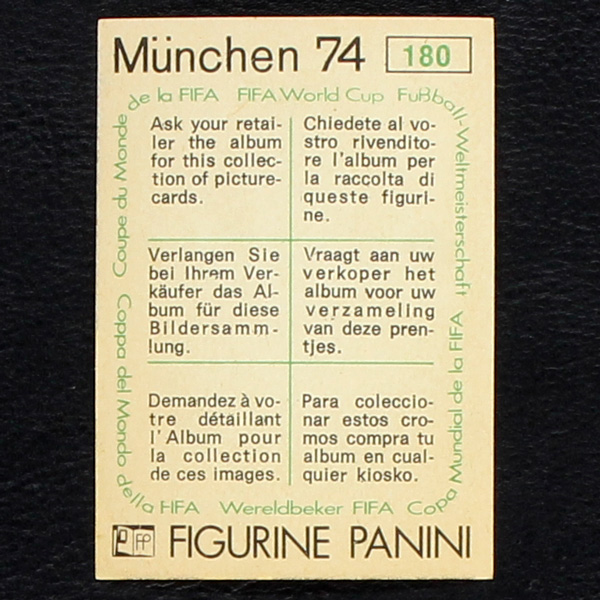 München 74 180
Coupe du Monde de la FIFA FIFA World Cup Fußball-Weltmeisterschaft
Ask your retai-
ler the album
for this collec-
tion of picture-
cards.
Chiedete al vo-
stro rivendito-
re l'album per
la raccolta di
queste figuri-
ne.
Verlangen Sie
bei Ihrem Ver-
käufer das Al-
bum für diese
Bildersamm-
lung.
Vraagt aan uw
verkoper het
album voor uw
verzameling
van deze pren-
tjes.
Demandez à vo-
tre détaillant
l'Album pour
la collection
de ces images.
Para coleccio-
nar estos cro-
mos compra tu
album en cual-
quier kiosko.
Coppa del Mondo della FIFA Wereldbeker FIFA Copa Mundial de la FIFA
FIGURINE PANINI